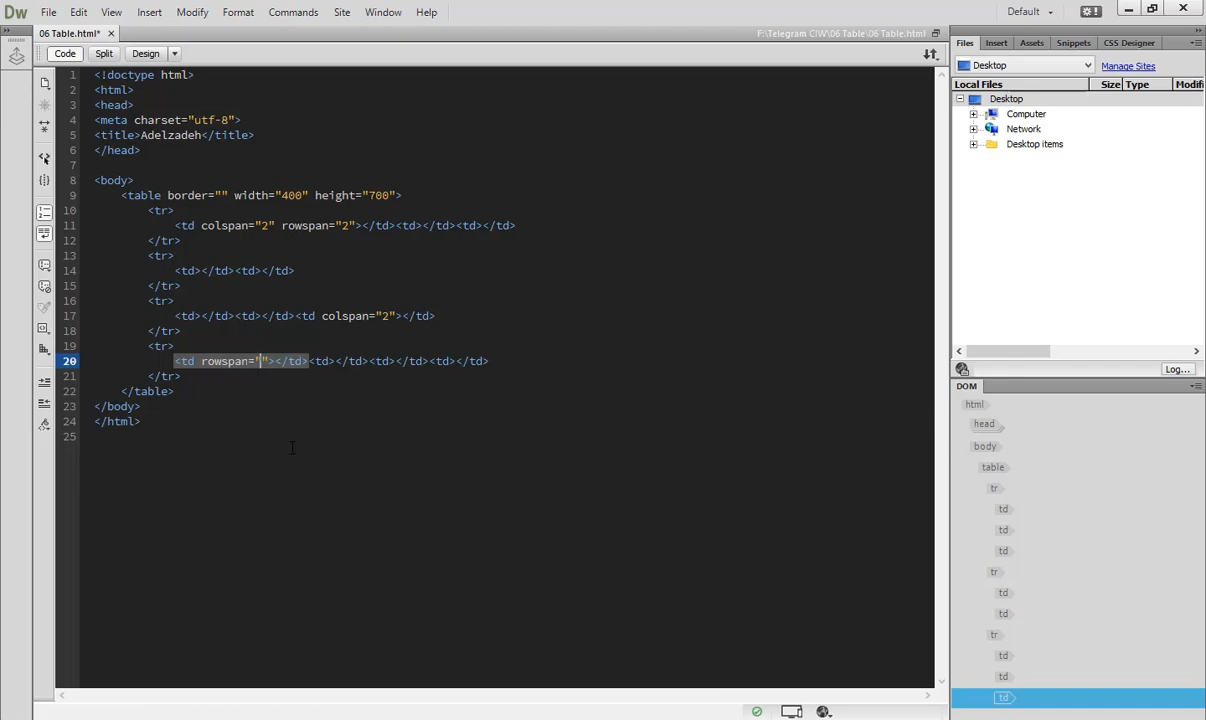 Dw File Edit View Insert Modify Format Commands Site Window Help Default
06 Table.html* × F:\Telegram CIW\06 Table\06 Table.html
Code Split Design
1 <!doctype html>
2 <html>
3 <head>
4 <meta charset="utf-8">
5 <title>Adelzadeh</title>
6 </head>
7
8 <body>
9 <table border="" width="400" height="700">
10 <tr>
11 <td colspan="2" rowspan="2"></td><td></td><td></td>
12 </tr>
13 <tr>
14 <td></td><td></td>
15 </tr>
16 <tr>
17 <td></td><td></td><td colspan="2"></td>
18 </tr>
19 <tr>
20 <td rowspan=""></td><td></td><td></td><td></td>
21 </tr>
22 </table>
23 </body>
24 </html>
25
Files Insert Assets Snippets CSS Designer
Desktop Manage Sites
Local Files Size Type Modifi
Desktop
Computer
Network
Desktop items
Log...
DOM
html
head
body
table
tr
td
td
td
tr
td
td
tr
td
td
td